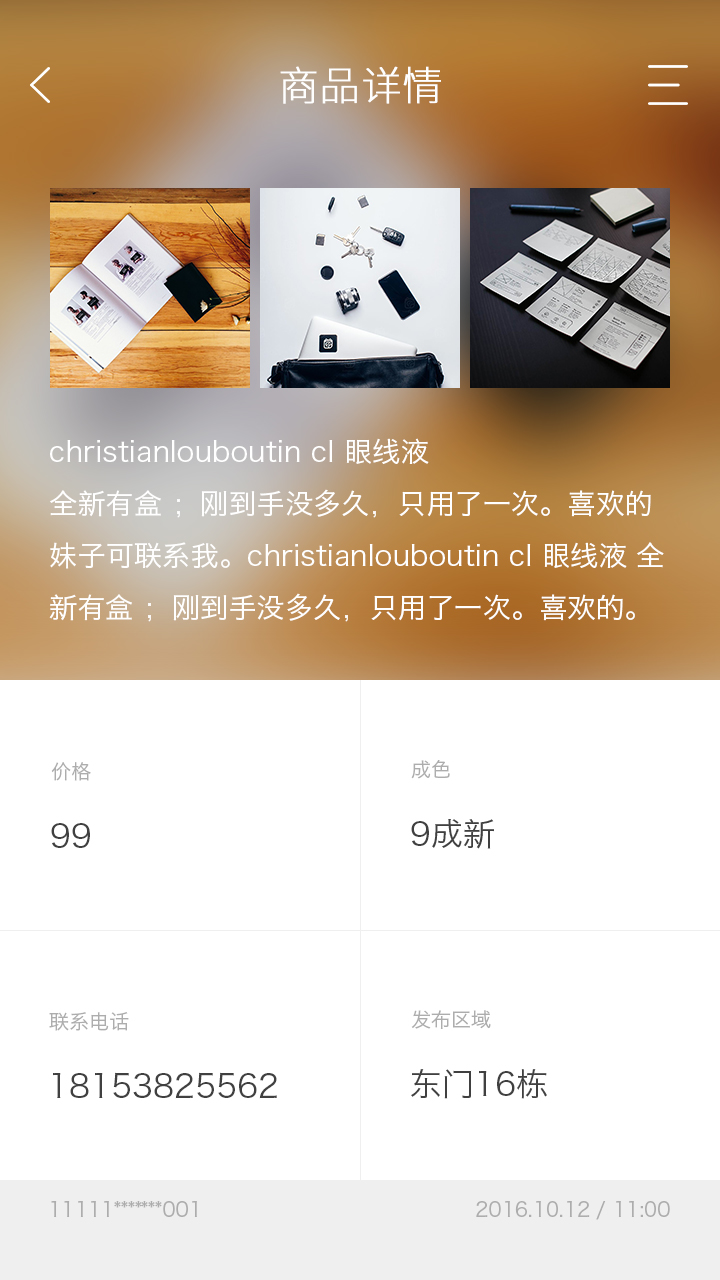 商品详情
christianlouboutin cl 眼线液
全新有盒 ；刚到手没多久，只用了一次。喜欢的
妹子可联系我。christianlouboutin cl 眼线液 全
新有盒 ；刚到手没多久，只用了一次。喜欢的。
价格
成色
99
9成新
联系电话
发布区域
18153825562
东门16栋
11111*******001
2016.10.12 / 11:00